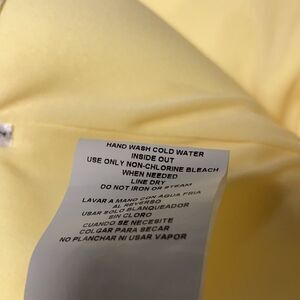 HAND WASH COLD WATER
INSIDE OUT
USE ONLY NON-CHLORINE BLEACH
WHEN NEEDED
LINE DRY
DO NOT IRON OR STEAM
LAVAR A MANO CON AGUA FRIA
AL REVERSO
USAR SOLO BLANQUEADOR
SIN CLORO
CUANDO SE NECESITE
COLGAR PARA SECAR
NO PLANCHAR NI USAR VAPOR